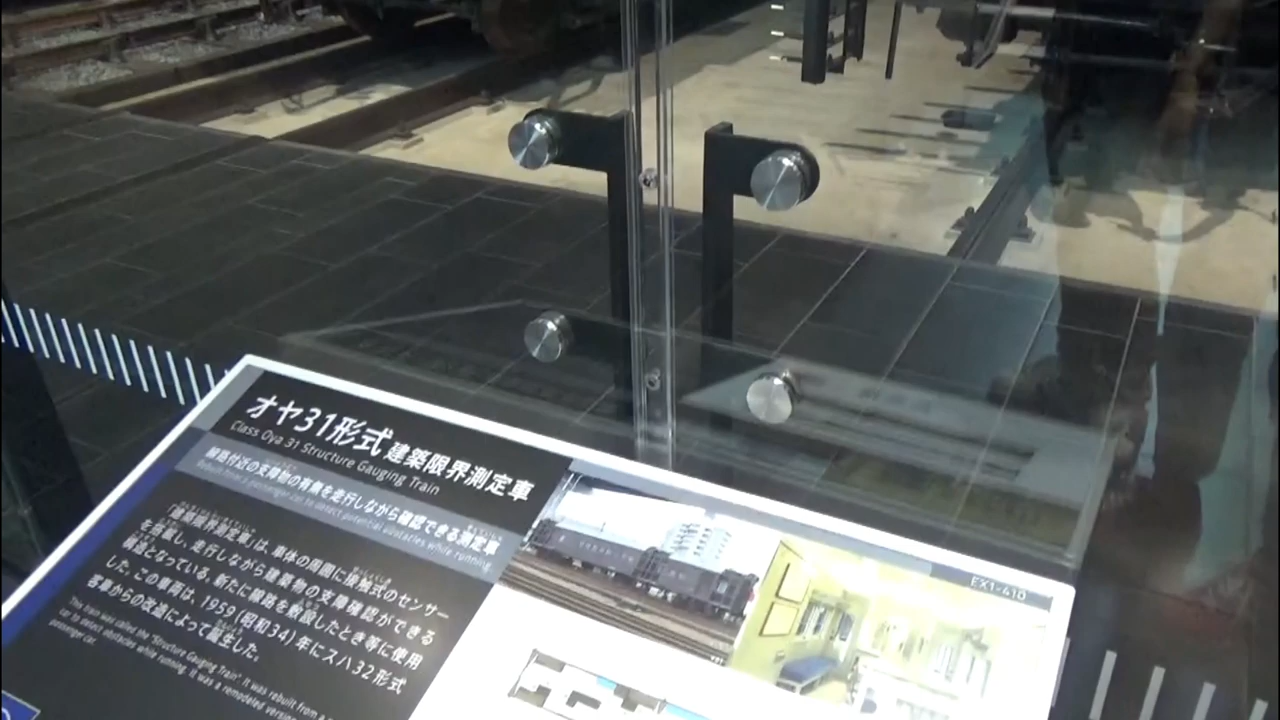 オヤ31形式 建築限界測定車
Class Oya 31 Structure Gauging Train
線路付近の支障物の有無を走行しながら確認できる測定車
Rebuilt from a passenger car to detect potential obstacles while running
「建築限界測定車」は、車体の周囲に接触式のセンサー
を搭載し、走行しながら建築物の支障確認ができる
構造となっている。新たに線路を敷設したとき等に使用
した。この車両は、1959(昭和34)年にスハ32形式
客車からの改造によって誕生した。
This train was called the "Structure Gauging Train". It was rebuilt from a
car to detect obstacles while running. It was a remodeled version
passenger car.
EX1-410